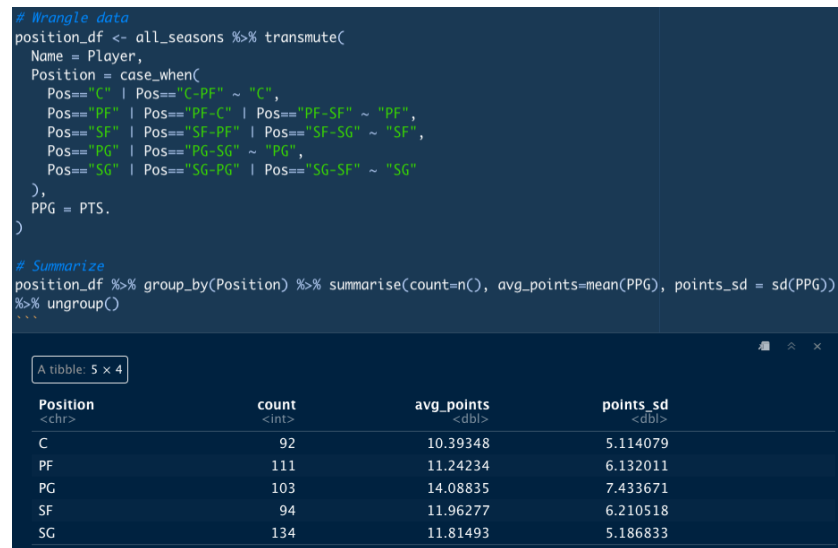 # Wrangle data
position_df <- all_seasons %>% transmute(
  Name = Player,
  Position = case_when(
    Pos=="C" | Pos=="C-PF" ~ "C",
    Pos=="PF" | Pos=="PF-C" | Pos=="PF-SF" ~ "PF",
    Pos=="SF" | Pos=="SF-PF" | Pos=="SF-SG" ~ "SF",
    Pos=="PG" | Pos=="PG-SG" ~ "PG",
    Pos=="SG" | Pos=="SG-PG" | Pos=="SG-SF" ~ "SG"
  ),
  PPG = PTS.
)
# Summarize
position_df %>% group_by(Position) %>% summarise(count=n(), avg_points=mean(PPG), points_sd = sd(PPG))
%>% ungroup()
```
A tibble: 5 × 4
Position count avg_points points_sd
<chr> <int> <dbl> <dbl>
C 92 10.39348 5.114079
PF 111 11.24234 6.132011
PG 103 14.08835 7.433671
SF 94 11.96277 6.210518
SG 134 11.81493 5.186833